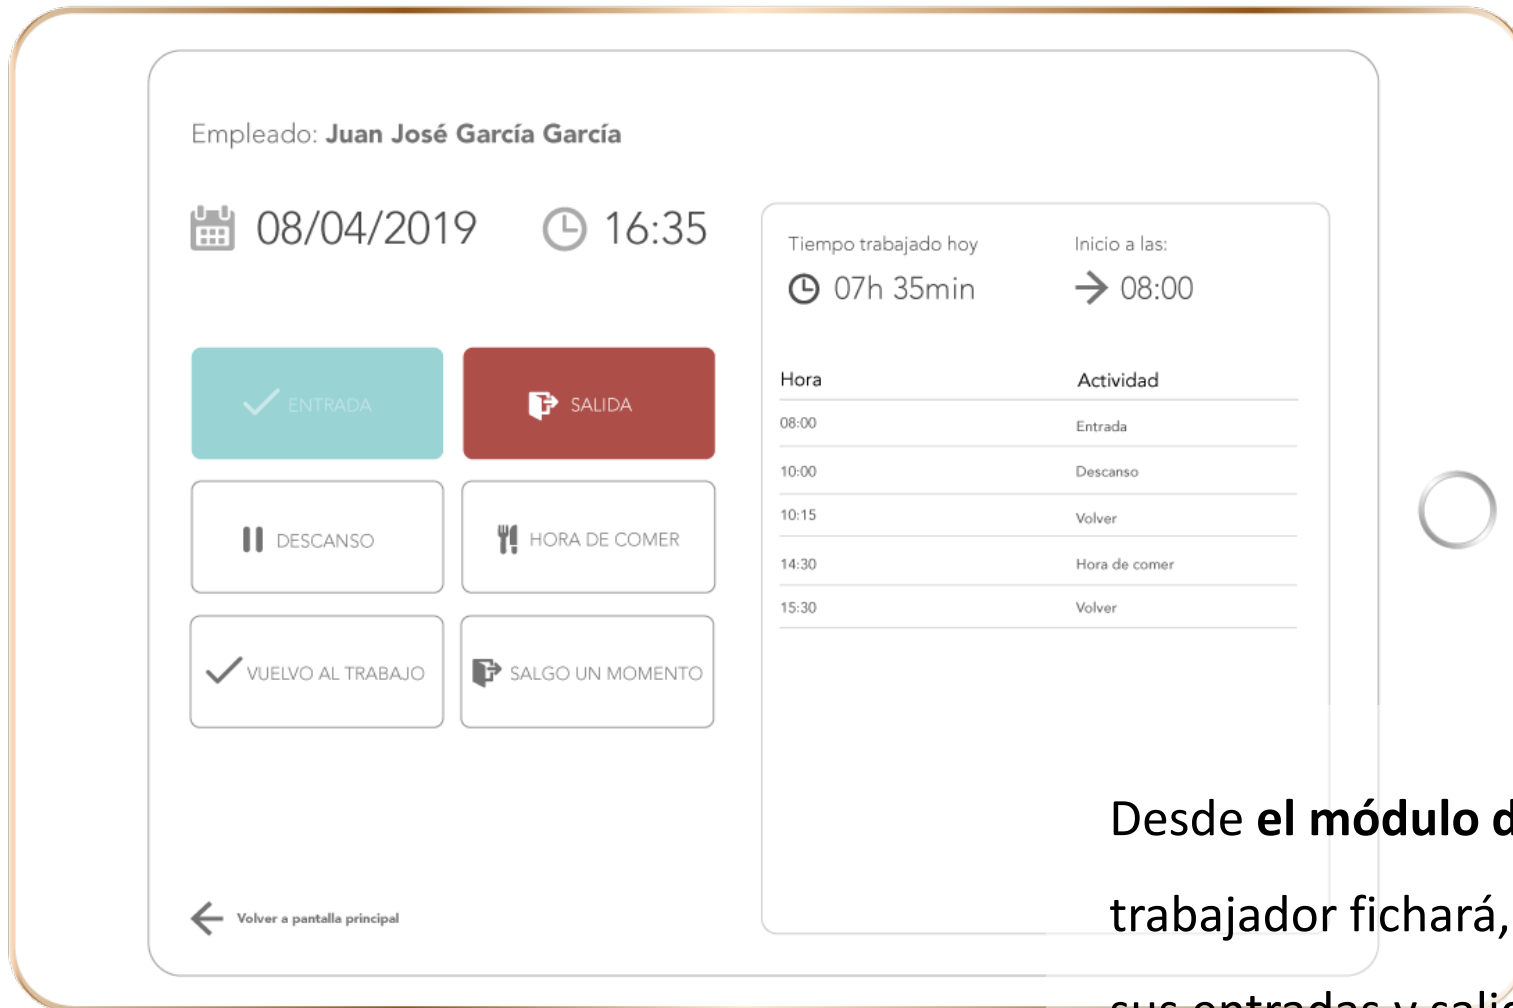 Empleado: Juan José García García
08/04/2019 16:35
ENTRADA SALIDA
DESCANSO HORA DE COMER
VUELVO AL TRABAJO SALGO UN MOMENTO
Volver a pantalla principal
Tiempo trabajado hoy Inicio a las:
07h 35min 08:00
Hora Actividad
08:00 Entrada
10:00 Descanso
10:15 Volver
14:30 Hora de comer
15:30 Volver
Desde el módulo d
trabajador fichará,
sus entradas y